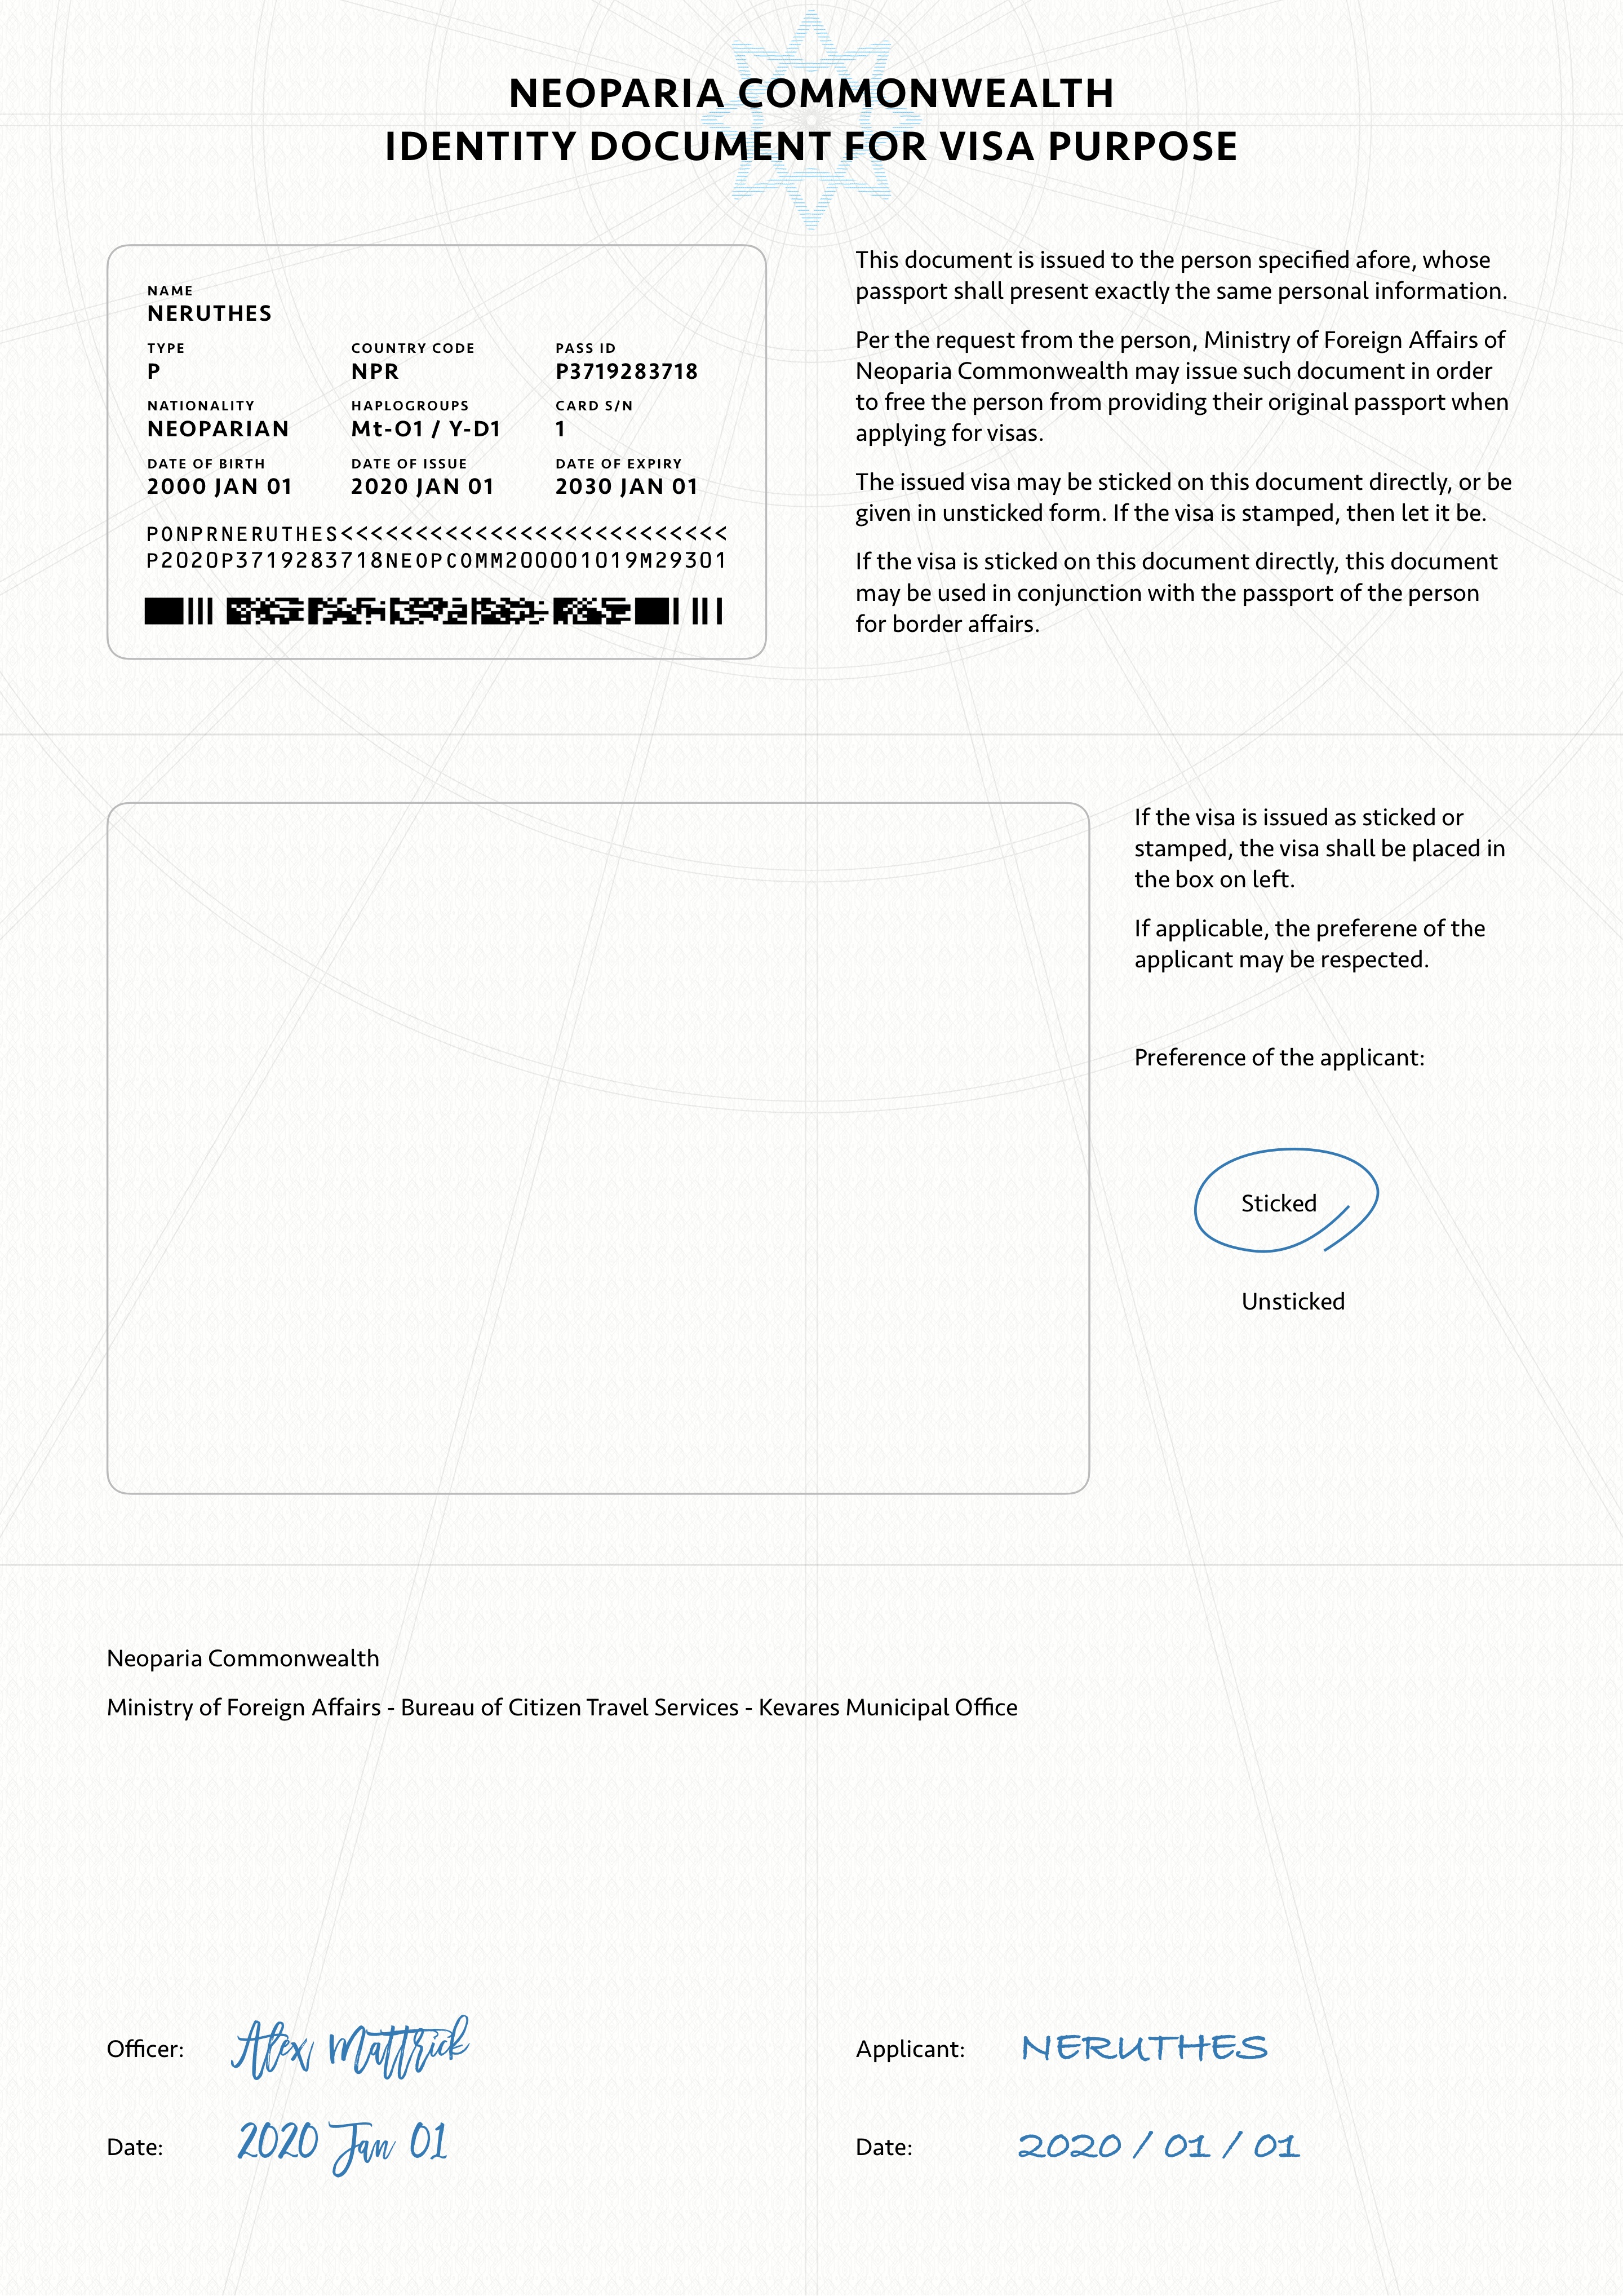 NEOPARIA COMMONWEALTH
IDENTITY DOCUMENT FOR VISA PURPOSE
NAME
NERUTHES
TYPE COUNTRY CODE PASS ID
P NPR P3719283718
NATIONALITY HAPLOGROUPS CARD S/N
NEOPARIAN Mt-O1 / Y-D1 1
DATE OF BIRTH DATE OF ISSUE DATE OF EXPIRY
2000 JAN 01 2020 JAN 01 2030 JAN 01
PONPRNERUTHES<<<<<<<<<<<<<<<<<<<<<<<<<<
P2020P3719283718NEOPCOMM200001019M29301
This document is issued to the person specified afore, whose
passport shall present exactly the same personal information.
Per the request from the person, Ministry of Foreign Affairs of
Neoparia Commonwealth may issue such document in order
to free the person from providing their original passport when
applying for visas.
The issued visa may be sticked on this document directly, or be
given in unsticked form. If the visa is stamped, then let it be.
If the visa is sticked on this document directly, this document
may be used in conjunction with the passport of the person
for border affairs.
If the visa is issued as sticked or
stamped, the visa shall be placed in
the box on left.
If applicable, the preferene of the
applicant may be respected.
Preference of the applicant:
Sticked
Unsticked
Neoparia Commonwealth
Ministry of Foreign Affairs - Bureau of Citizen Travel Services - Kevares Municipal Office
Officer: Alex Mattrick Applicant: NERUTHES
Date: 2020 Jan 01 Date: 2020 / 01 / 01